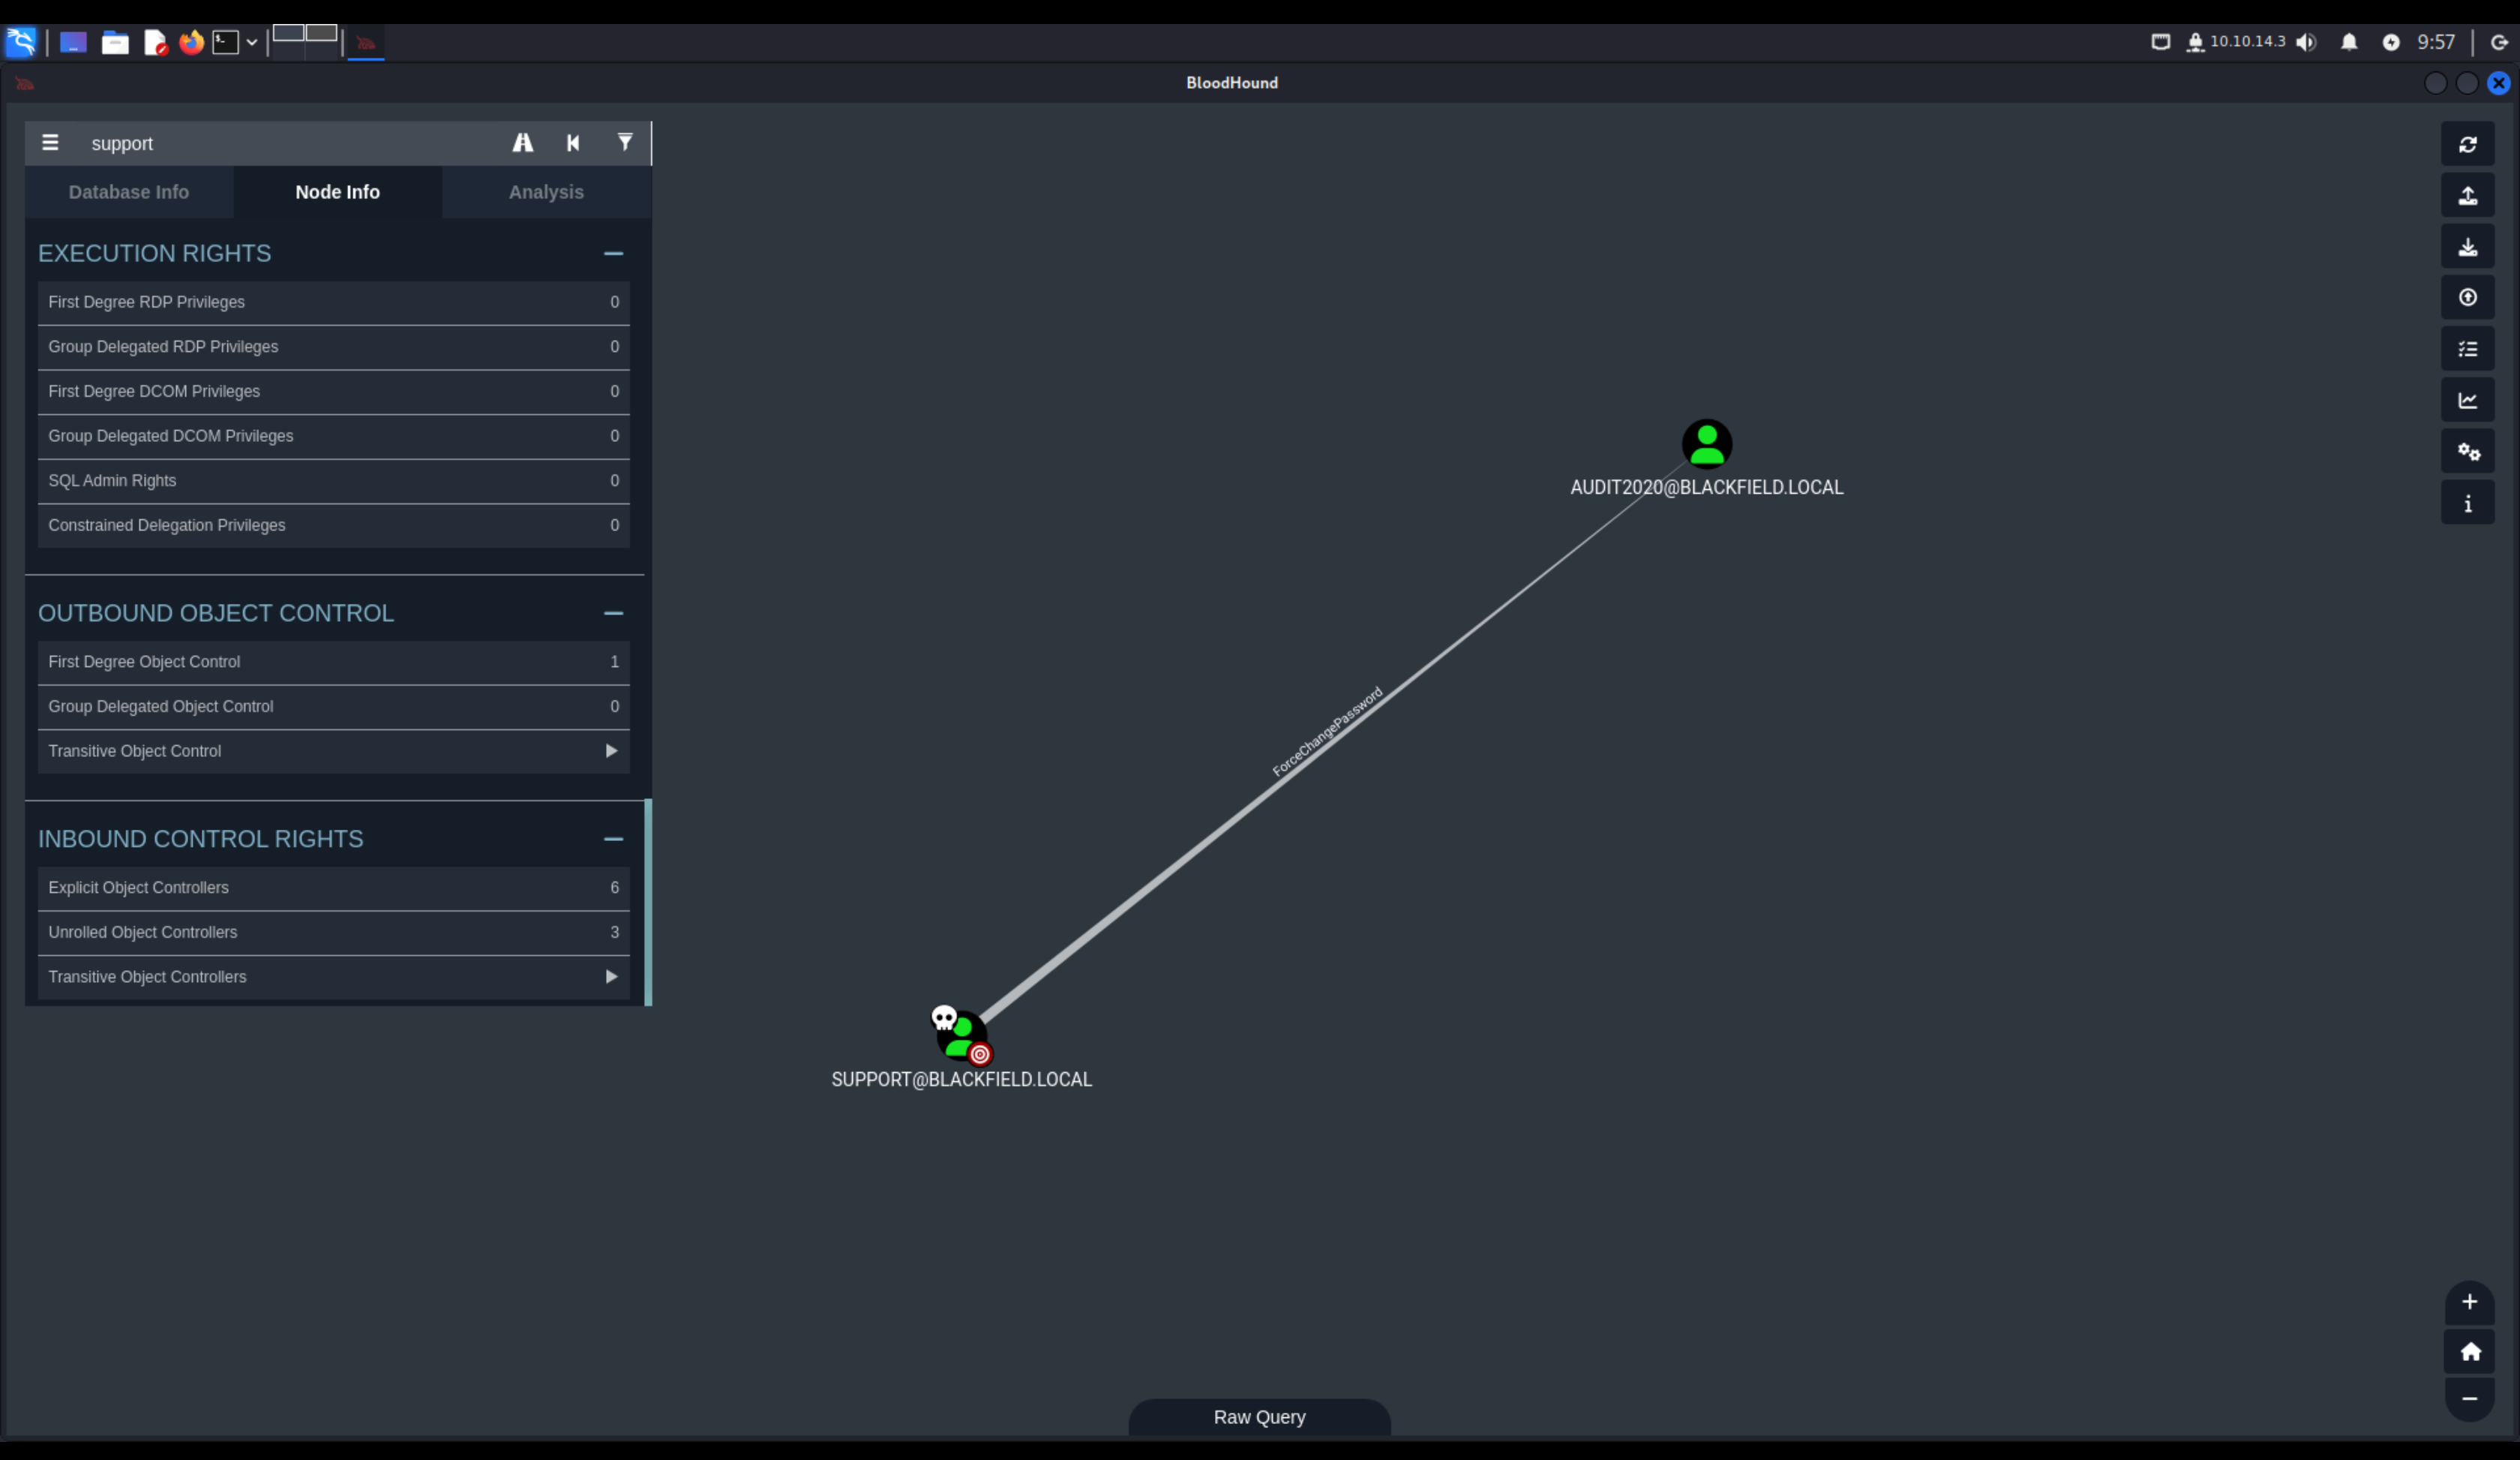 10.10.14.3
9:57
BloodHound
support
Database Info
Node Info
Analysis
EXECUTION RIGHTS
First Degree RDP Privileges 0
Group Delegated RDP Privileges 0
First Degree DCOM Privileges 0
Group Delegated DCOM Privileges 0
SQL Admin Rights 0
Constrained Delegation Privileges 0
OUTBOUND OBJECT CONTROL
First Degree Object Control 1
Group Delegated Object Control 0
Transitive Object Control
INBOUND CONTROL RIGHTS
Explicit Object Controllers 6
Unrolled Object Controllers 3
Transitive Object Controllers
AUDIT2020@BLACKFIELD.LOCAL
ForceChangePassword
SUPPORT@BLACKFIELD.LOCAL
Raw Query